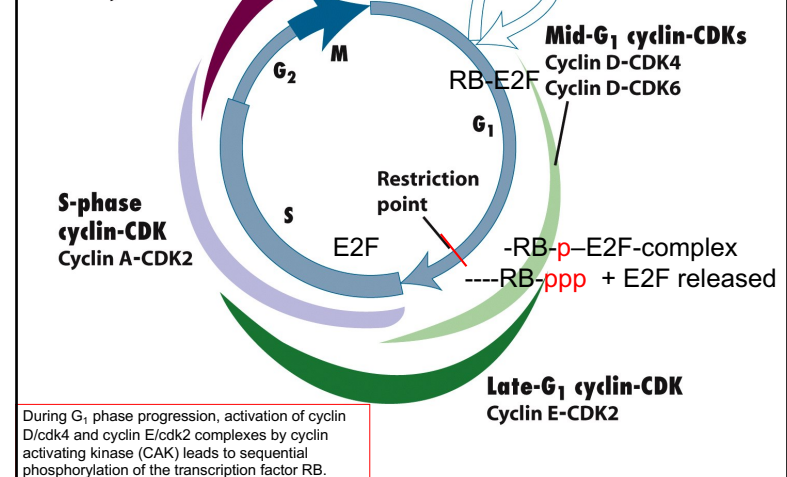 Mid-G₁ cyclin-CDKs
Cyclin D-CDK4
Cyclin D-CDK6
RB-E2F
M
G₂
G₁
Restriction
point
S-phase
cyclin-CDK
Cyclin A-CDK2
S
E2F
-RB-p–E2F-complex
----RB-ppp + E2F released
Late-G₁ cyclin-CDK
Cyclin E-CDK2
During G₁ phase progression, activation of cyclin
D/cdk4 and cyclin E/cdk2 complexes by cyclin
activating kinase (CAK) leads to sequential
phosphorylation of the transcription factor RB.